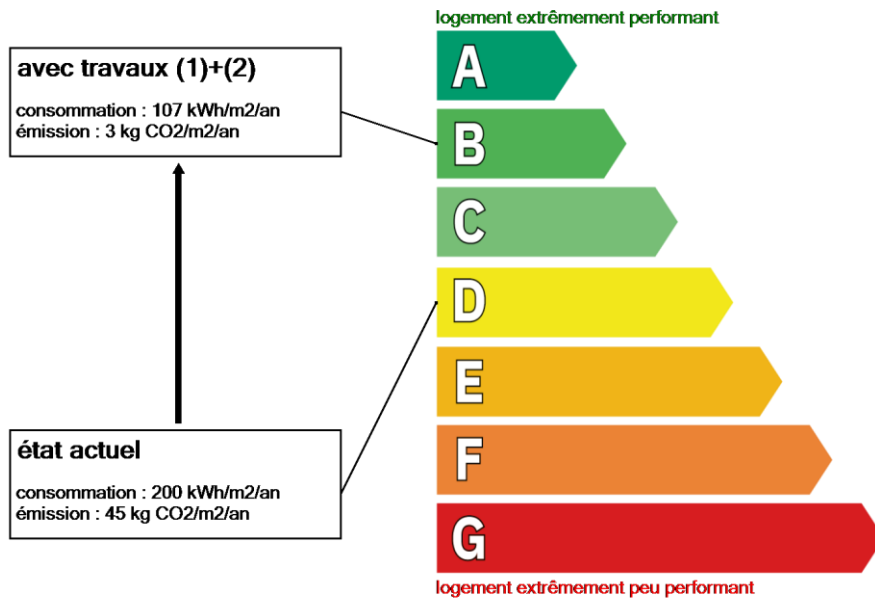 logement extrêmement performant
avec travaux (1)+(2)
consommation : 107 kWh/m2/an
émission : 3 kg CO2/m2/an
A
B
C
D
E
F
G
état actuel
consommation : 200 kWh/m2/an
émission : 45 kg CO2/m2/an
logement extrêmement peu performant